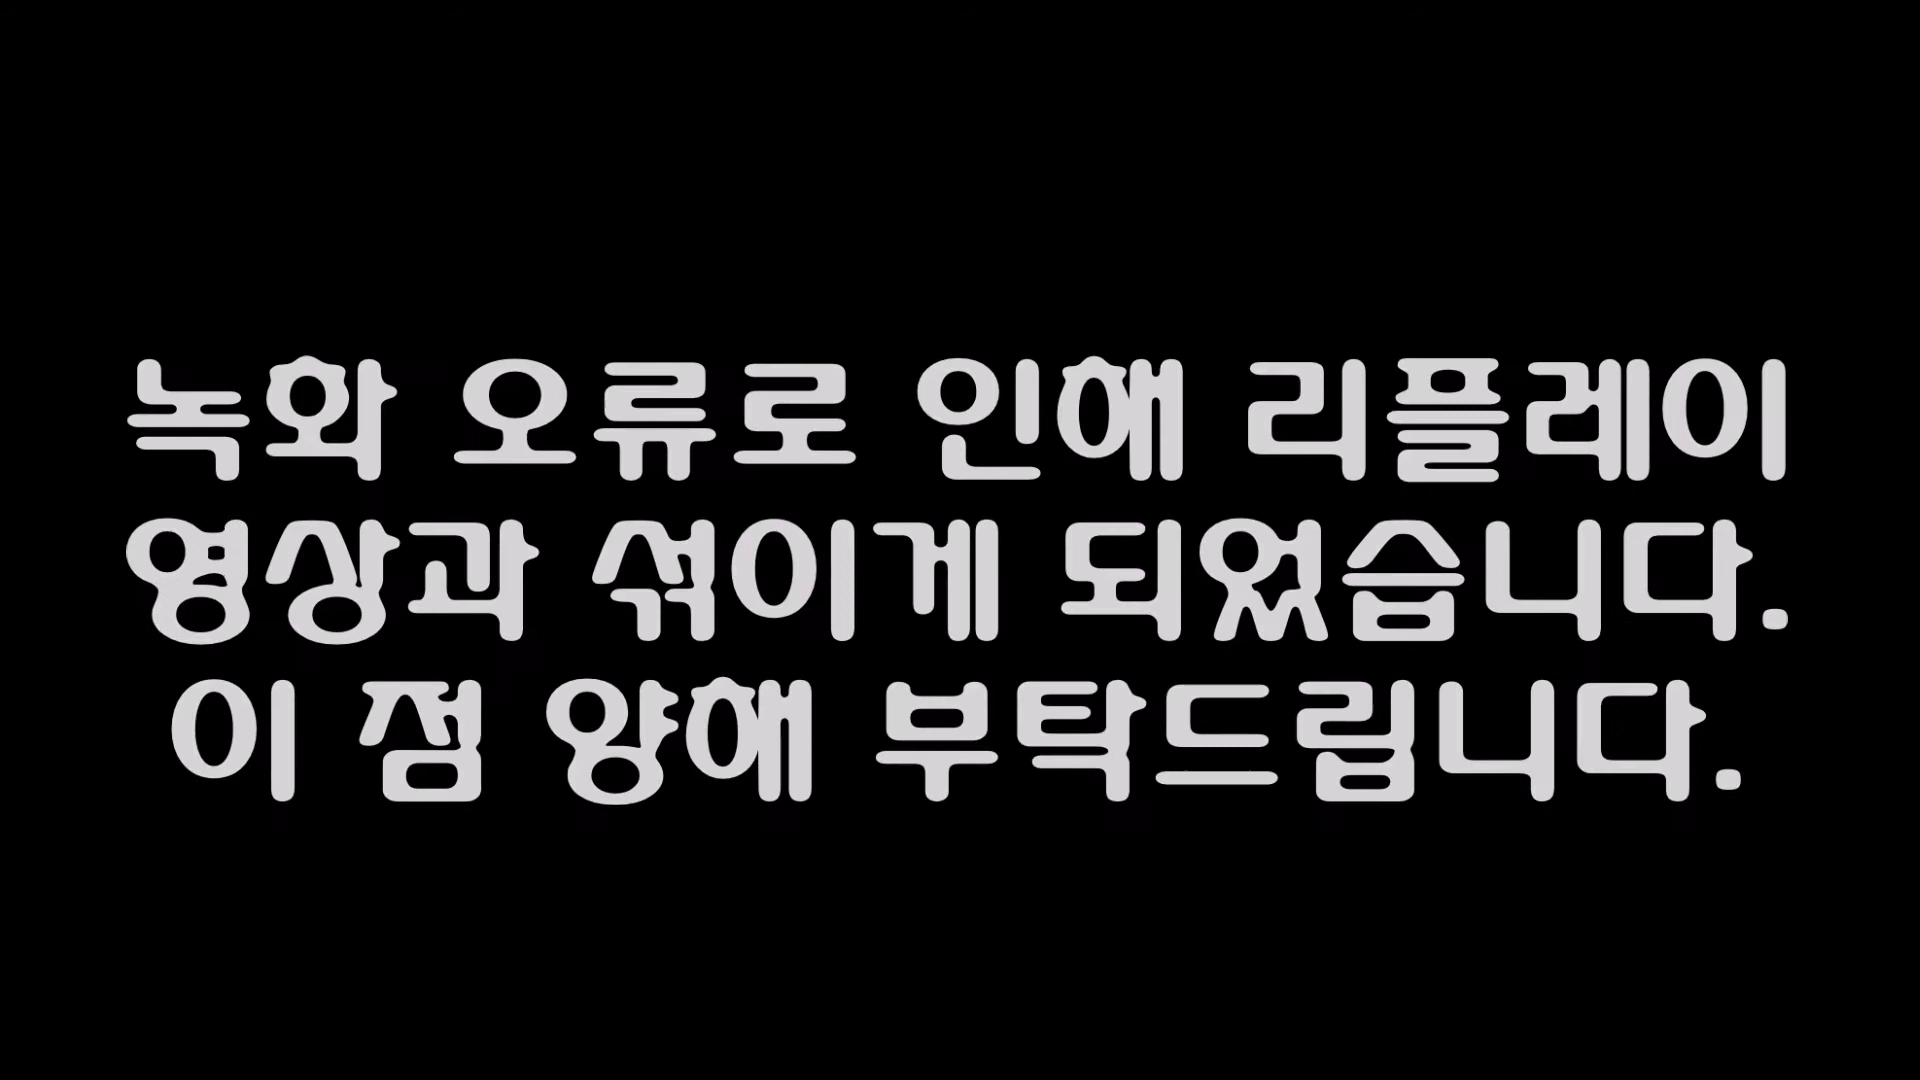 녹화 오류로 인해 리플레이
영상과 섞이게 되었습니다.
이 점 양해 부탁드립니다.